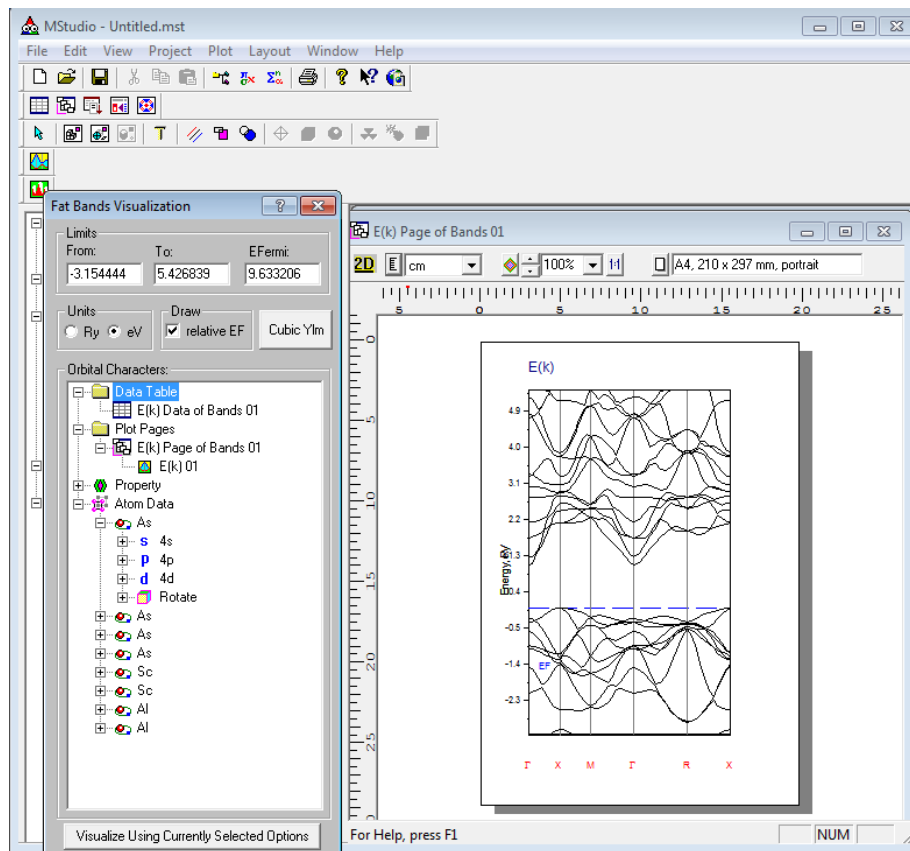 MStudio - Untitled.mst
File Edit View Project Plot Layout Window Help
Fat Bands Visualization
Limits
From: To: EFermi:
-3.154444 5.426839 9.633206
Units Draw
Ry eV relative EF Cubic Ylm
Orbital Characters:
Data Table
E(k) Data of Bands 01
Plot Pages
E(k) Page of Bands 01
E(k) 01
Property
Atom Data
As
s 4s
p 4p
d 4d
Rotate
As
As
As
Sc
Sc
Al
Al
Visualize Using Currently Selected Options
E(k) Page of Bands 01
2D E cm 100% 1:1 A4, 210 x 297 mm, portrait
5 0 5 10 15 20 25
0
5
10
15
20
25
E(k)
4.9
4.0
3.1
2.2
1.3
0.4
-0.5
-1.4
-2.3
EF
Γ X M Γ R X
For Help, press F1 NUM